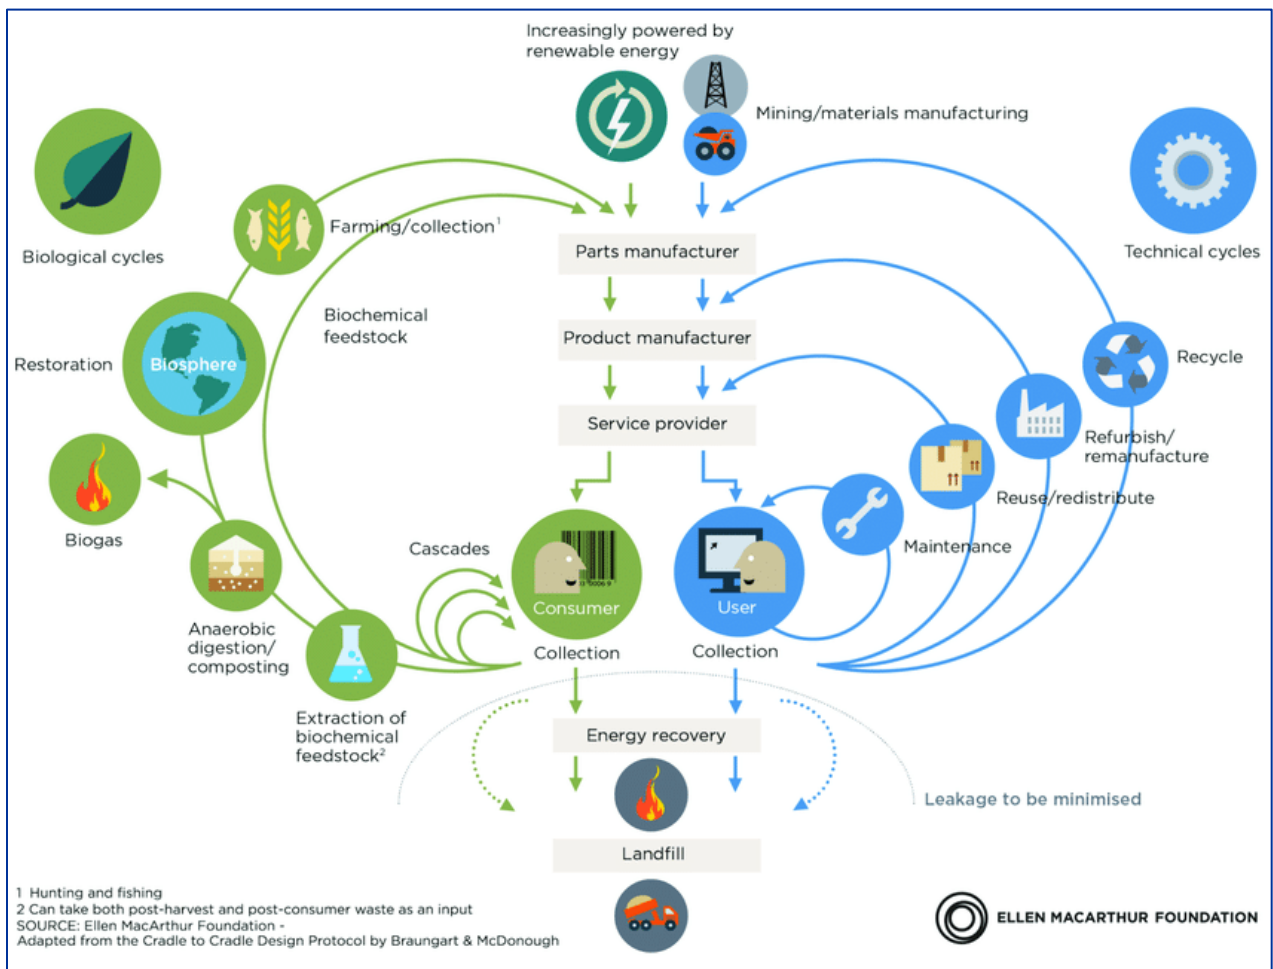 Increasingly powered by
renewable energy
Mining/materials manufacturing
Biological cycles
Technical cycles
Farming/collection1
Parts manufacturer
Biochemical
feedstock
Product manufacturer
Restoration
Biosphere
Recycle
Service provider
Refurbish/
remanufacture
Reuse/redistribute
Biogas
Cascades
Maintenance
Consumer
User
Anaerobic
digestion/
composting
Collection
Collection
Extraction of
biochemical
feedstock2
Energy recovery
Leakage to be minimised
Landfill
1 Hunting and fishing
2 Can take both post-harvest and post-consumer waste as an input
SOURCE: Ellen MacArthur Foundation -
Adapted from the Cradle to Cradle Design Protocol by Braungart & McDonough
ELLEN MACARTHUR FOUNDATION